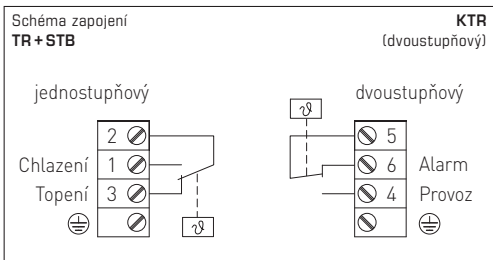 Schéma zapojení
TR+STB
KTR
(dvoustupňový)
jednostupňový
2
Chlazení 1
Topení 3
ϑ
dvoustupňový
ϑ
5
6 Alarm
4 Provoz